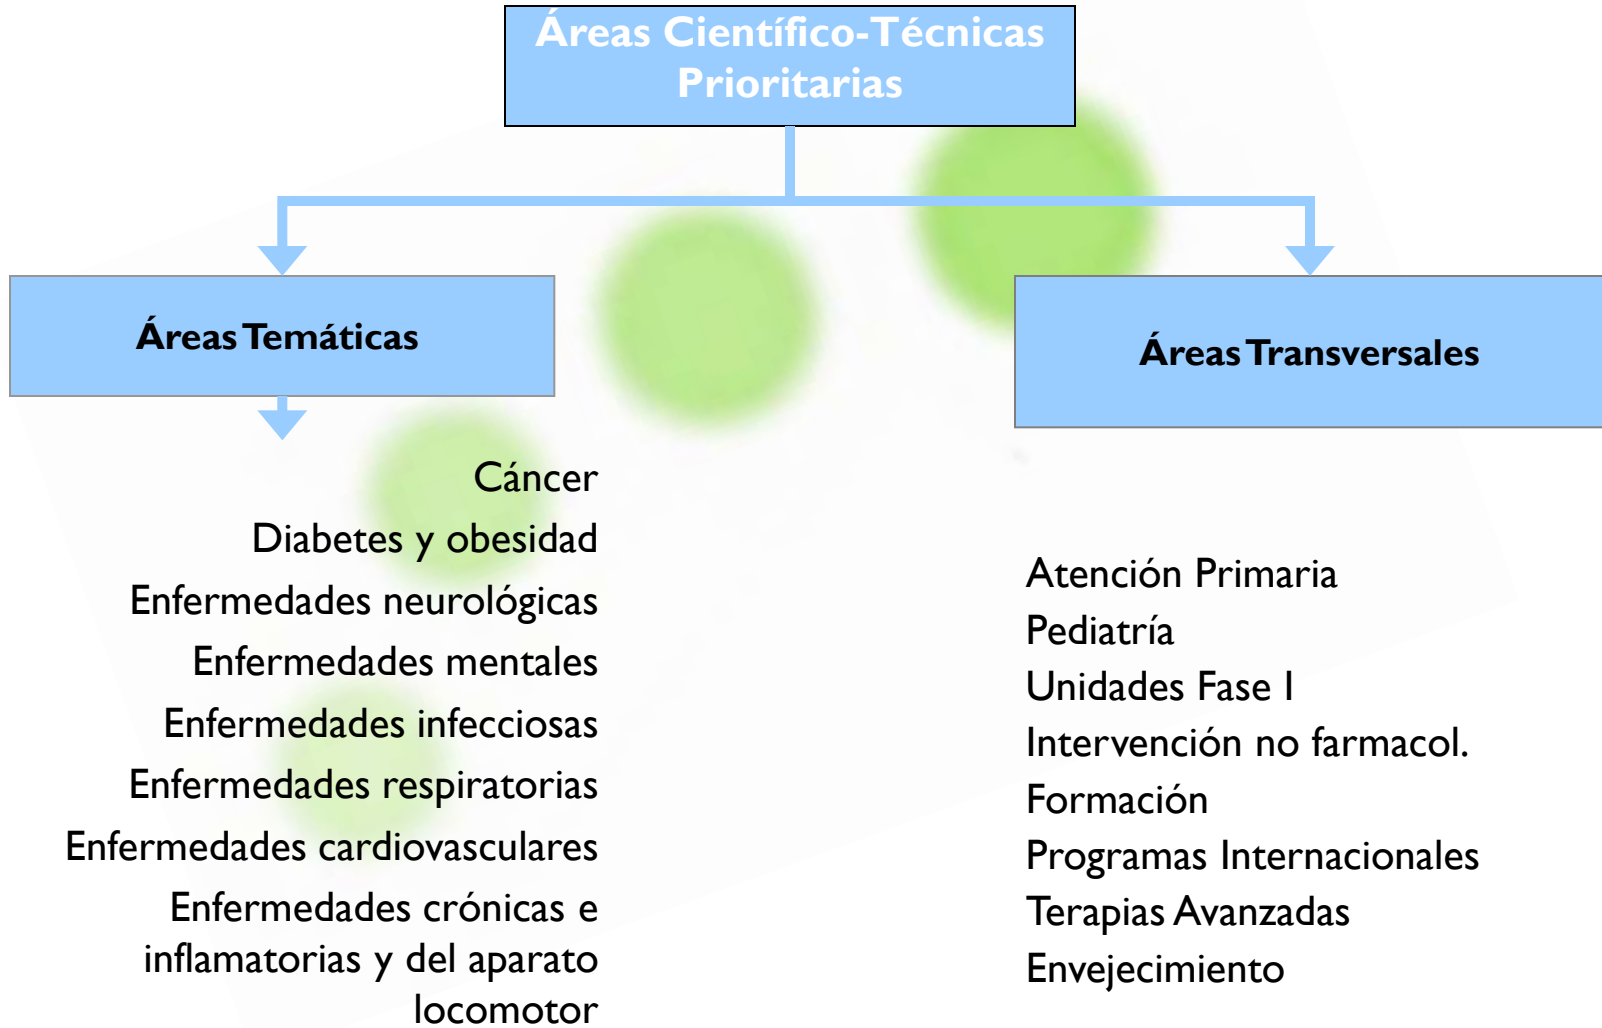 Áreas Científico-Técnicas
Prioritarias
Áreas Temáticas
Áreas Transversales
Cáncer
Diabetes y obesidad
Enfermedades neurológicas
Enfermedades mentales
Enfermedades infecciosas
Enfermedades respiratorias
Enfermedades cardiovasculares
Enfermedades crónicas e
inflamatorias y del aparato
locomotor
Atención Primaria
Pediatría
Unidades Fase I
Intervención no farmacol.
Formación
Programas Internacionales
Terapias Avanzadas
Envejecimiento